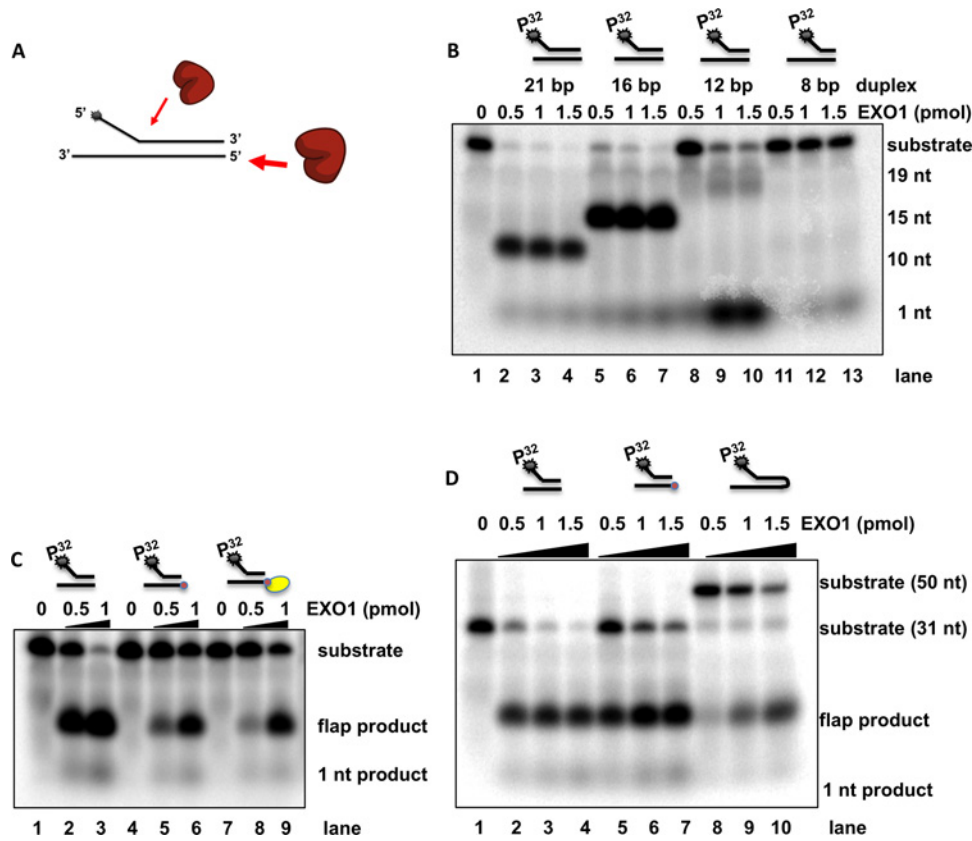 A
5'
3'
3'
5'
B
P32 P32 P32 P32
21 bp 16 bp 12 bp 8 bp duplex
0 0.5 1 1.5 0.5 1 1.5 0.5 1 1.5 0.5 1 1.5 EXO1 (pmol)
substrate
19 nt
15 nt
10 nt
1 nt
1 2 3 4 5 6 7 8 9 10 11 12 13 lane
C
P32 P32 P32
0 0.5 1 0 0.5 1 0 0.5 1 EXO1 (pmol)
substrate
flap product
1 nt product
1 2 3 4 5 6 7 8 9 lane
D
P32 P32 P32
0 0.5 1 1.5 0.5 1 1.5 0.5 1 1.5 EXO1 (pmol)
substrate (50 nt)
substrate (31 nt)
flap product
1 nt product
1 2 3 4 5 6 7 8 9 10 lane